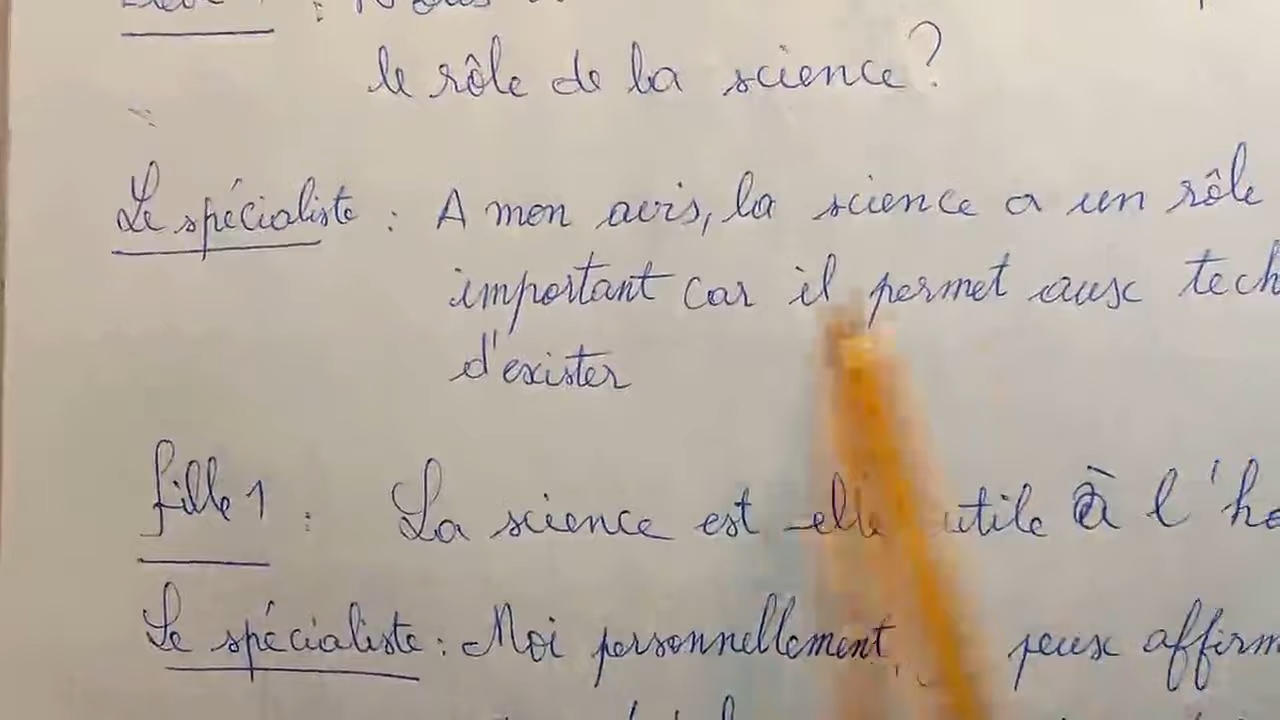 le rôle de la science?
Le spécialiste : A mon avis, la science a un rôle
important car il permet aux tech
d'exister
fille 1 : La science est -elle utile à l'ho
Le spécialiste : Moi personnellement, peux affirm